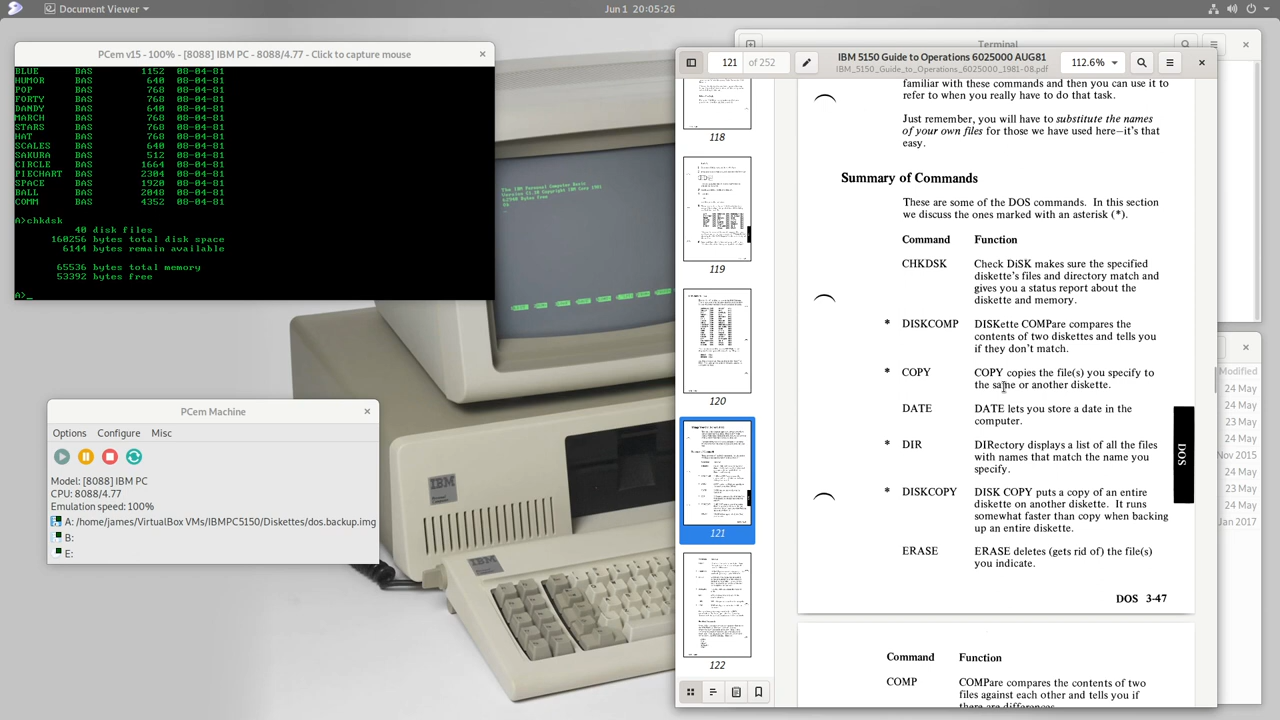 Document Viewer
Jun 1 20:05:26
PCem v15 - 100% - [8088] IBM PC - 8088/4.77 - Click to capture mouse
BLUE BAS 1152 08-04-81
HUMOR BAS 640 08-04-81
POP BAS 768 08-04-81
FORTY BAS 768 08-04-81
DANDY BAS 640 08-04-81
MARCH BAS 768 08-04-81
STARS BAS 768 08-04-81
HAT BAS 768 08-04-81
SCALES BAS 640 08-04-81
SAKURA BAS 512 08-04-81
CIRCLE BAS 1664 08-04-81
PIECHART BAS 2304 08-04-81
SPACE BAS 1920 08-04-81
BALL BAS 2048 08-04-81
COMM BAS 4352 08-04-81
A>chkdsk
40 disk files
160256 bytes total disk space
6144 bytes remain available
65536 bytes total memory
53392 bytes free
A>_
The IBM Personal Computer Basic
PCem Machine
Options Configure Misc
Model: [8088] IBM PC
CPU: 8088/4.77
Emulation speed: 100%
B:
E:
Terminal
121 of 252
IBM 5150 Guide to Operations 6025000 AUG81
IBM_5150_Guide_to_Operations_6025000_1981-08.pdf
112.6%
118
119
120
121
122
familiar with these commands and then you can use it to
refer to when you really have to do that task.
Just remember, you will have to substitute the names
of your own files for those we have used here—it's that
easy.
Summary of Commands
These are some of the DOS commands. In this section
we discuss the ones marked with an asterisk (*).
Command Function
CHKDSK Check DiSK makes sure the specified
diskette's files and directory match and
gives you a status report about the
diskette and memory.
* DISKCOMP DISKette COMPare compares the
contents of two diskettes and tells you
if they don't match.
* COPY COPY copies the file(s) you specify to
the same or another diskette.
DATE DATE lets you store a date in the
computer.
DIR DIRectory displays a list of all the files
with names that match the name you
specify.
DISKCOPY DISK COPY puts a copy of an entire
diskette on another diskette. It runs
somewhat faster than copy when backing
up an entire diskette.
ERASE ERASE deletes (gets rid of) the file
you indicate.
DOS
DOS 3-47
Command Function
COMP COMPare compares the contents of two
files against each other and tells you if
there are differences.
Modified
24 May
24 May
24 May
23 May
24 May
Nov 2015
23 May
24 May
Jan 2017